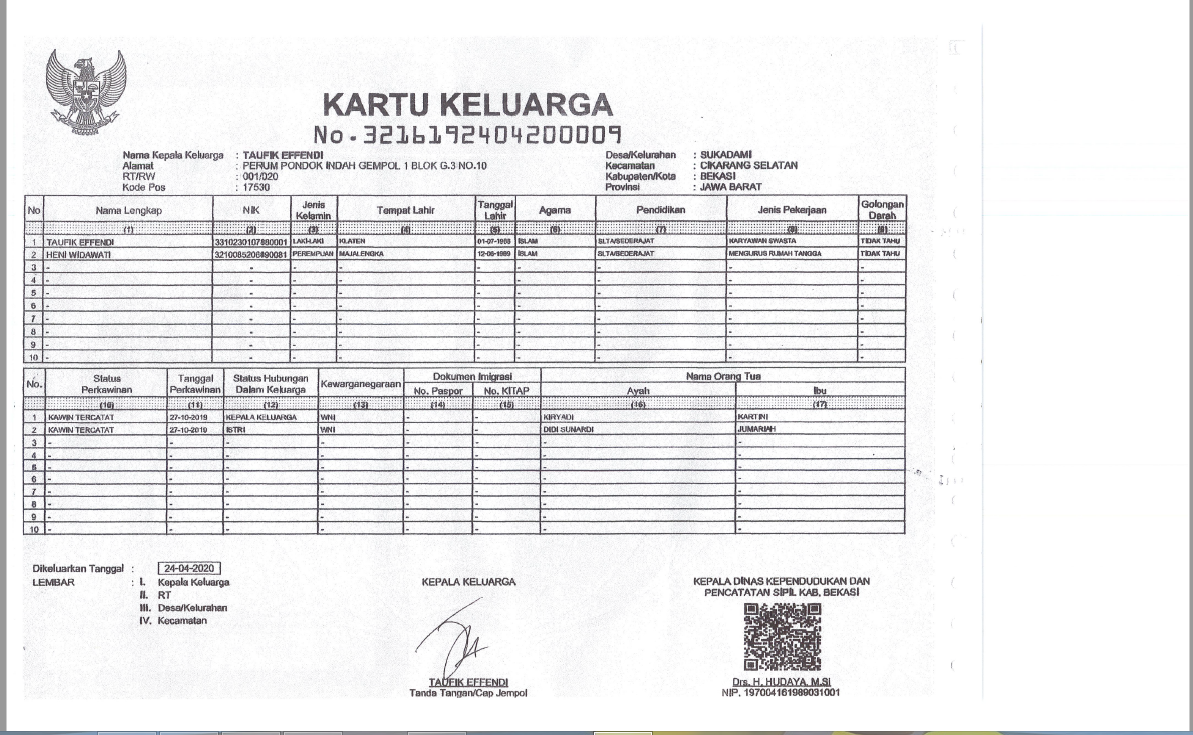 KARTU KELUARGA
No. 3216192404200009
Nama Kepala Keluarga : TAUFIK EFFENDI
Alamat : PERUM PONDOK INDAH GEMPOL 1 BLOK G.3 NO.10
RT/RW : 001/020
Kode Pos : 17530
Desa/Kelurahan : SUKADAMI
Kecamatan : CIKARANG SELATAN
Kabupaten/Kota : BEKASI
Provinsi : JAWA BARAT
No Nama Lengkap NIK Jenis Kelamin Tempat Lahir Tanggal Lahir Agama Pendidikan Jenis Pekerjaan Golongan Darah
(1) (2) (3) (4) (5) (6) (7) (8) (9)
1 TAUFIK EFFENDI 3310230107880001 LAKI-LAKI KLATEN 01-07-1988 ISLAM SLTA/SEDERAJAT KARYAWAN SWASTA TIDAK TAHU
2 HENI WIDAWATI 3210085206890081 PEREMPUAN MAJALENGKA 12-06-1989 ISLAM SLTA/SEDERAJAT MENGURUS RUMAH TANGGA TIDAK TAHU
3 - - - - - - - - -
4 - - - - - - - - -
5 - - - - - - - - -
6 - - - - - - - - -
7 - - - - - - - - -
8 - - - - - - - - -
9 - - - - - - - - -
10 - - - - - - - - -
No. Status Perkawinan Tanggal Perkawinan Status Hubungan Dalam Keluarga Kewarganegaraan Dokumen Imigrasi Nama Orang Tua
No. Paspor No. KITAP Ayah Ibu
(10) (11) (12) (13) (14) (15) (16) (17)
1 KAWIN TERCATAT 27-10-2019 KEPALA KELUARGA WNI - - KIRYADI KARTINI
2 KAWIN TERCATAT 27-10-2019 ISTRI WNI - - DIDI SUNARDI JUMARIAH
3 - - - - - - - -
4 - - - - - - - -
5 - - - - - - - -
6 - - - - - - - -
7 - - - - - - - -
8 - - - - - - - -
9 - - - - - - - -
10 - - - - - - - -
Dikeluarkan Tanggal : 24-04-2020
LEMBAR : I. Kepala Keluarga
II. RT
III. Desa/Kelurahan
IV. Kecamatan
KEPALA KELUARGA
TAUFIK EFFENDI
Tanda Tangan/Cap Jempol
KEPALA DINAS KEPENDUDUKAN DAN
PENCATATAN SIPIL KAB. BEKASI
Drs. H. HUDAYA, M.SI
NIP. 197004161989031001